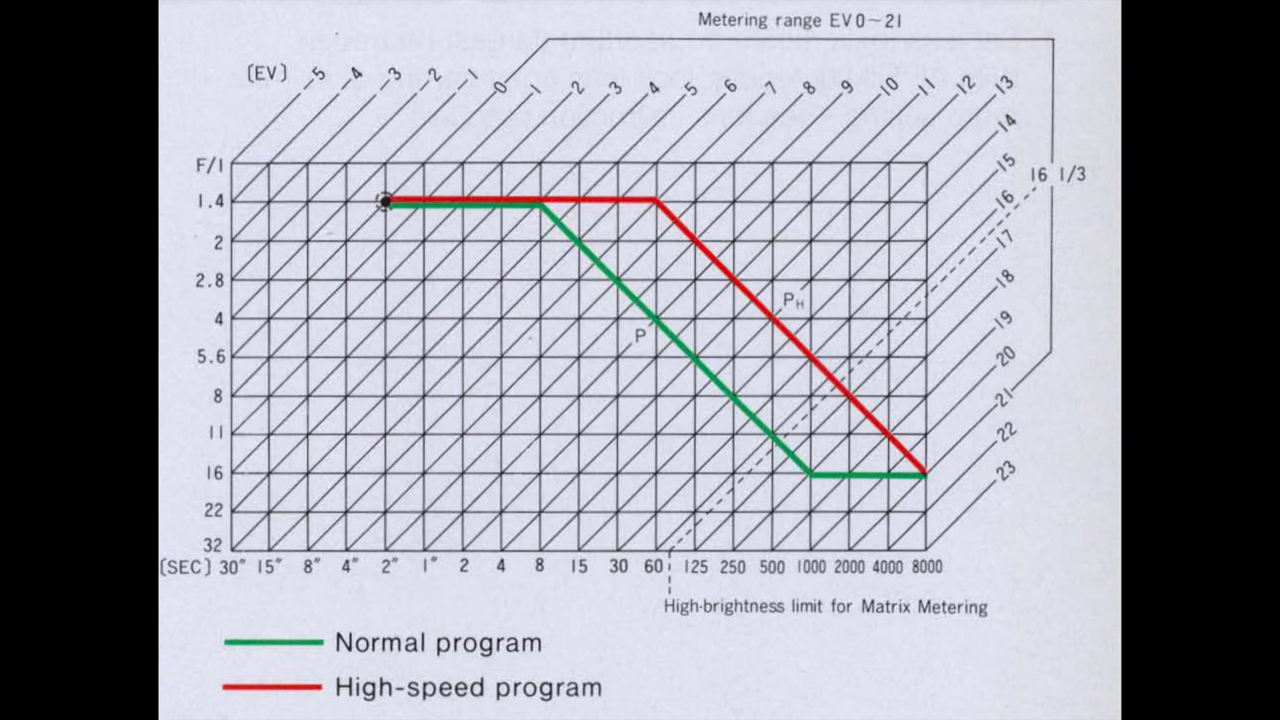 Metering range EV 0~21
(EV) -5 -4 -3 -2 -1 0 1 2 3 4 5 6 7 8 9 10 11 12 13
14
15
16
16 1/3
17
18
19
20
21
22
23
F/1
1.4
2
2.8
4
5.6
8
11
16
22
32
PH
P
(SEC) 30" 15" 8" 4" 2" 1" 2 4 8 15 30 60 125 250 500 1000 2000 4000 8000
High-brightness limit for Matrix Metering
Normal program
High-speed program